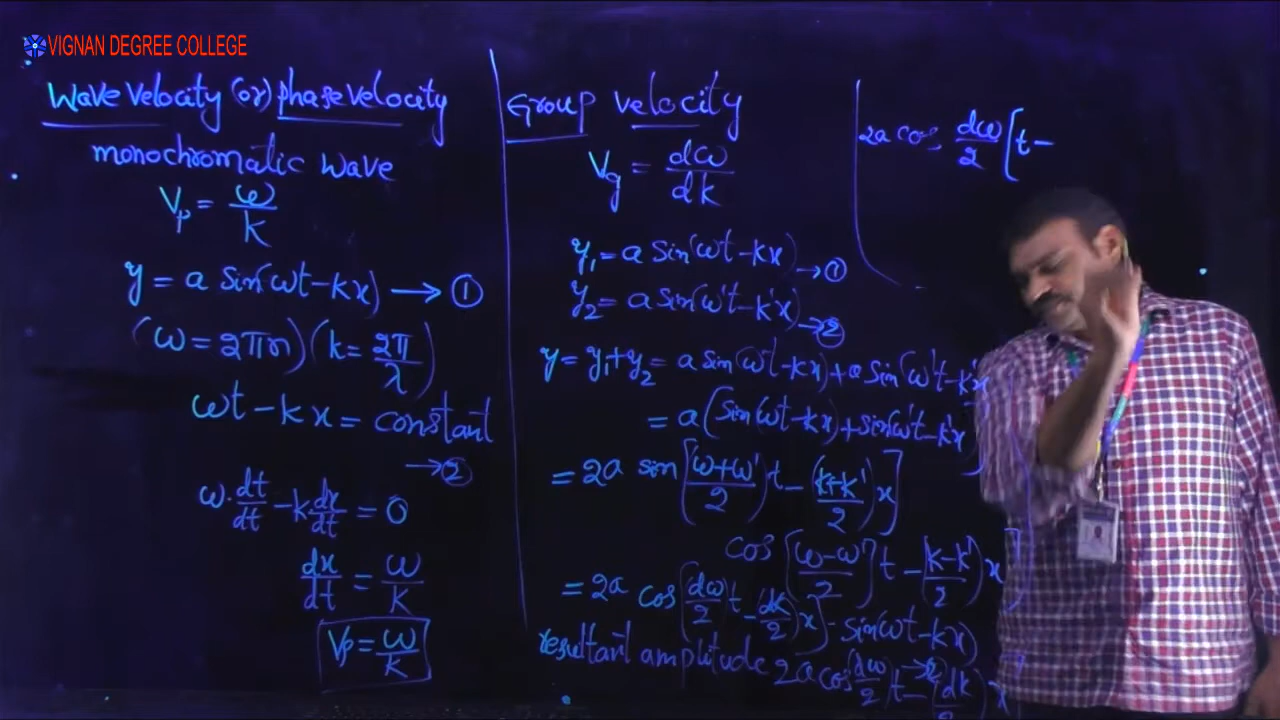 VIGNAN DEGREE COLLEGE
Wave velocity (or) phase velocity
monochromatic wave
Vp = ω/k
y = a sin(ωt − kx) → ①
(ω = 2πn) (k = 2π/λ)
ωt − kx = constant
→ ②
ω·dt/dt − k·dx/dt = 0
dx/dt = ω/k
Vp = ω/k
Group velocity
Vg = dω/dk
y₁ = a sin(ωt − kx) → ①
y₂ = a sin(ω't − k'x) → ②
y = y₁ + y₂ = a sin(ωt − kx) + a sin(ω't − k'x
= a(sin(ωt − kx) + sin(ω't − k'x)
= 2a sin[(ω+ω'/2)t − (k+k'/2)x]
cos[(ω−ω'/2)t − (k−k'/2)x]
= 2a cos[(dω/2)t − (dk/2)x] · sin(ωt − kx)
resultant amplitude 2a cos(dω/2)t − (dk/2)x
2a cos dω/2 [t −